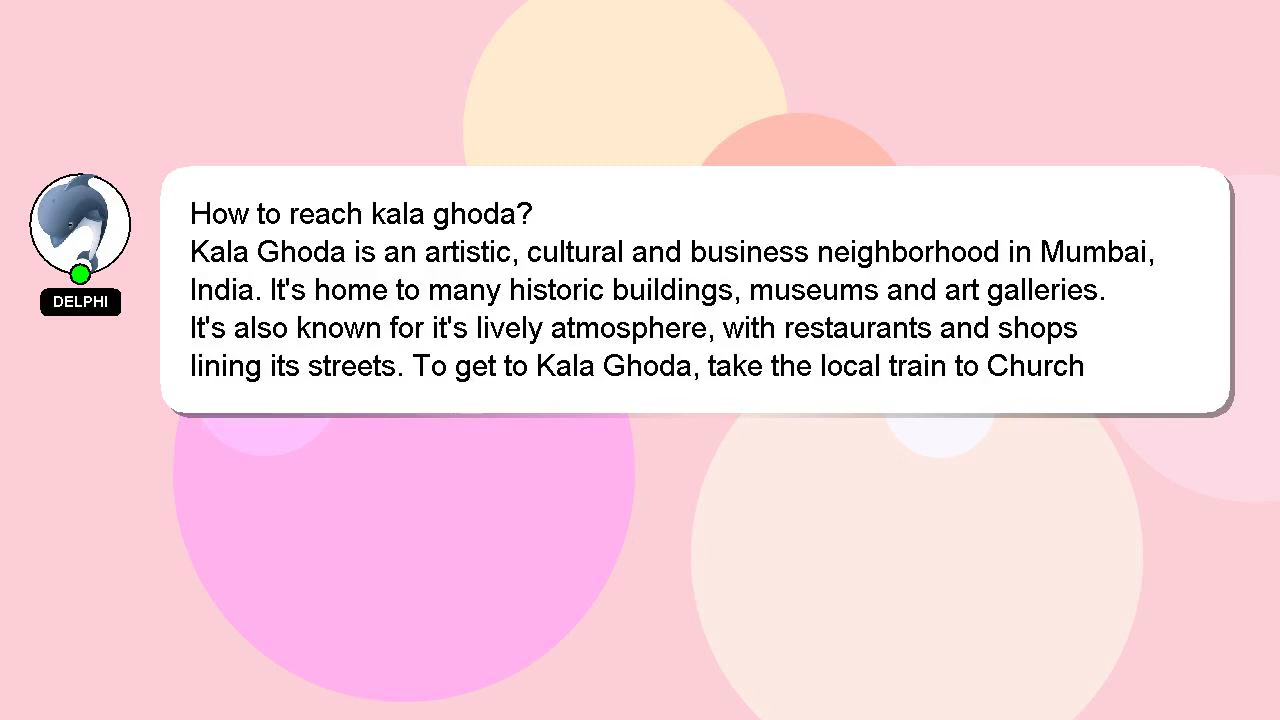 How to reach kala ghoda?
Kala Ghoda is an artistic, cultural and business neighborhood in Mumbai,
India. It's home to many historic buildings, museums and art galleries.
It's also known for it's lively atmosphere, with restaurants and shops
lining its streets. To get to Kala Ghoda, take the local train to Church
DELPHI